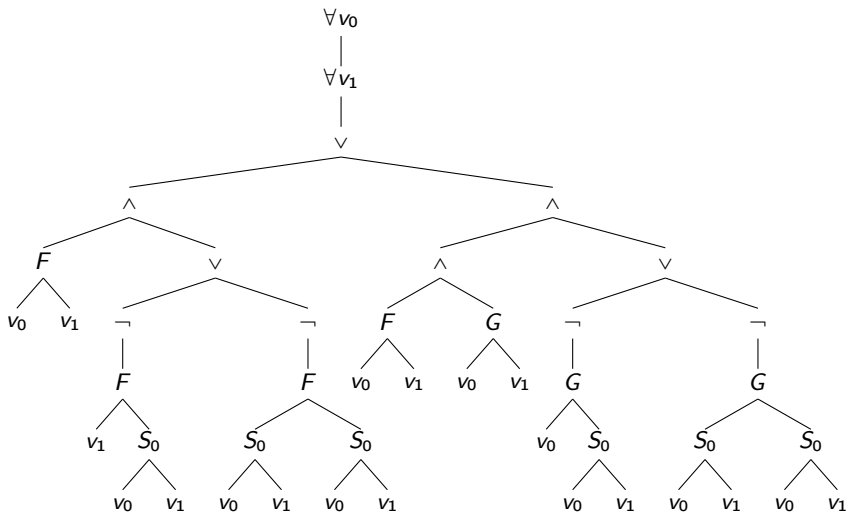 ∀v₀
∀v₁
∨
∧ ∧
F ∨ ∧ ∨
v₀ v₁ ¬ ¬ F G ¬ ¬
F F v₀ v₁ v₀ v₁ G G
v₁ S₀ S₀ S₀ v₀ S₀ S₀ S₀
v₀ v₁ v₀ v₁ v₀ v₁ v₀ v₁ v₀ v₁ v₀ v₁